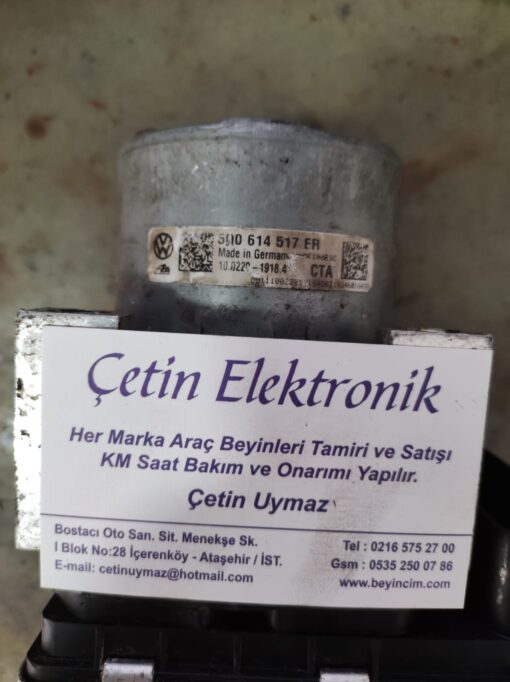 5Q0 614 517 ER
Made in Germany
10.0220-1918.4
CTA
Çetin Elektronik
Her Marka Araç Beyinleri Tamiri ve Satışı
KM Saat Bakım ve Onarımı Yapılır.
Çetin Uymaz
Bostacı Oto San. Sit. Menekşe Sk.
I Blok No:28 İçerenköy - Ataşehir / İST.
E-mail: cetinuymaz@hotmail.com
Tel : 0216 575 27 00
Gsm : 0535 250 07 86
www.beyincim.com